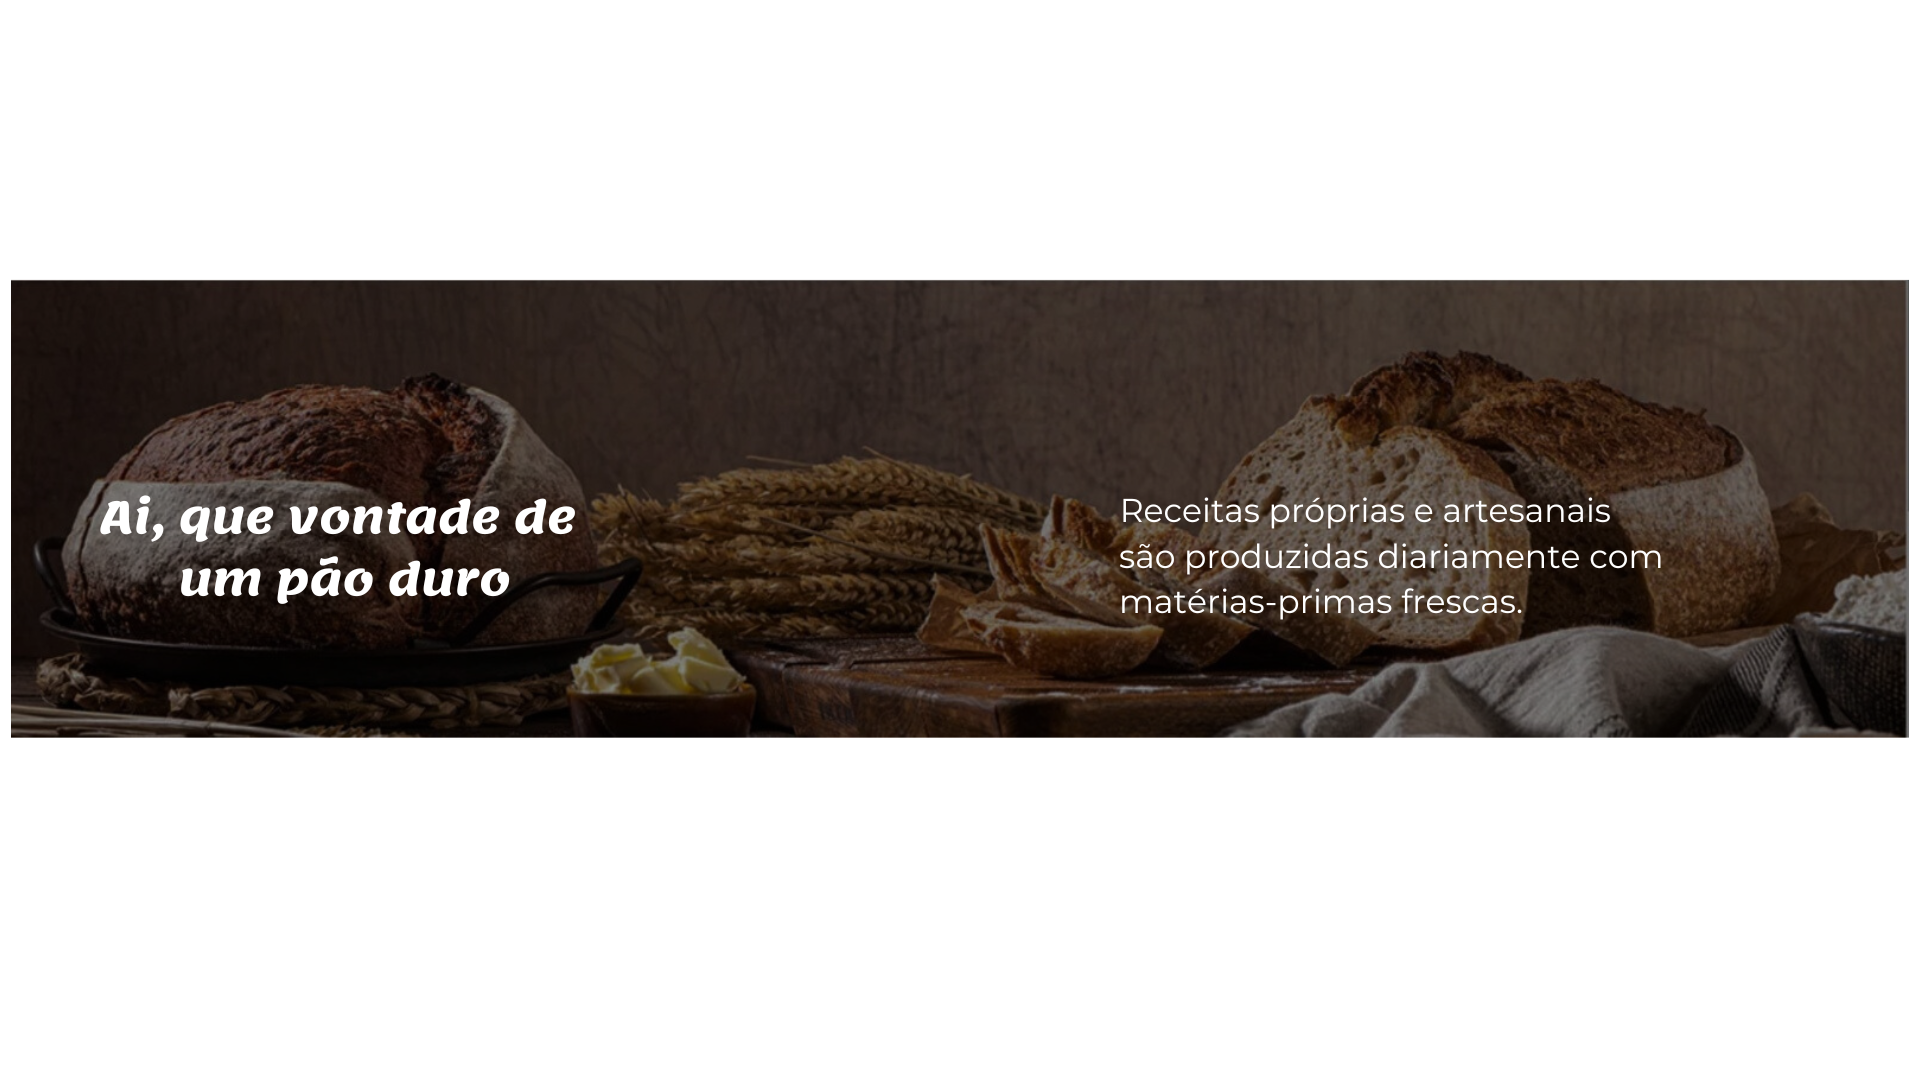 Ai, que vontade de
um pão duro
Receitas próprias e artesanais
são produzidas diariamente com
matérias-primas frescas.